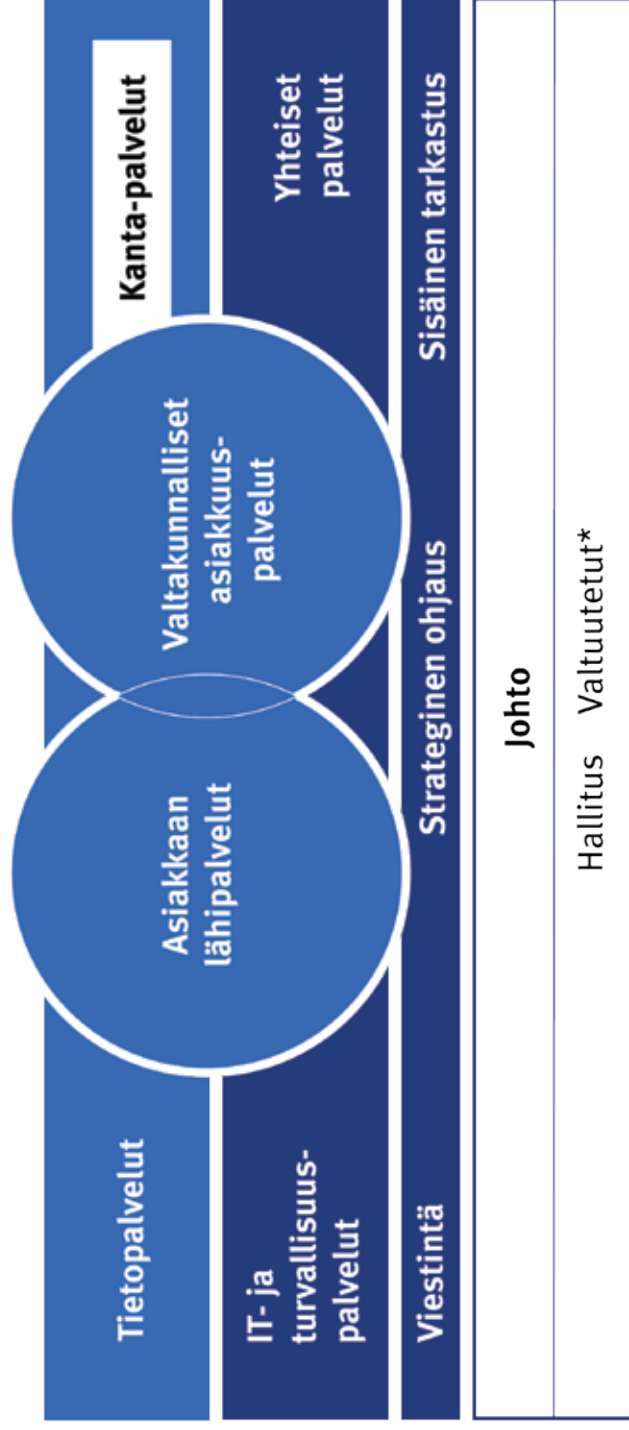 Tietopalvelut
Asiakkaan
lähipalvelut
Valtakunnalliset
asiakkuus-
palvelut
Kanta-palvelut
IT- ja
turvallisuus-
palvelut
Yhteiset
palvelut
Viestintä
Strateginen ohjaus
Sisäinen tarkastus
Johto
Hallitus Valtuutetut*